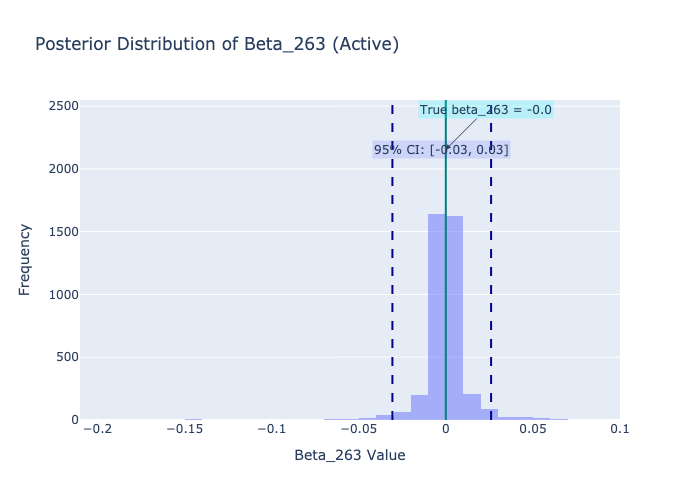 Posterior Distribution of Beta_263 (Active)
True beta_263 = -0.0
95% CI: [-0.03, 0.03]
2500
2000
1500
1000
500
0
Frequency
−0.2 −0.15 −0.1 −0.05 0 0.05 0.1
Beta_263 Value